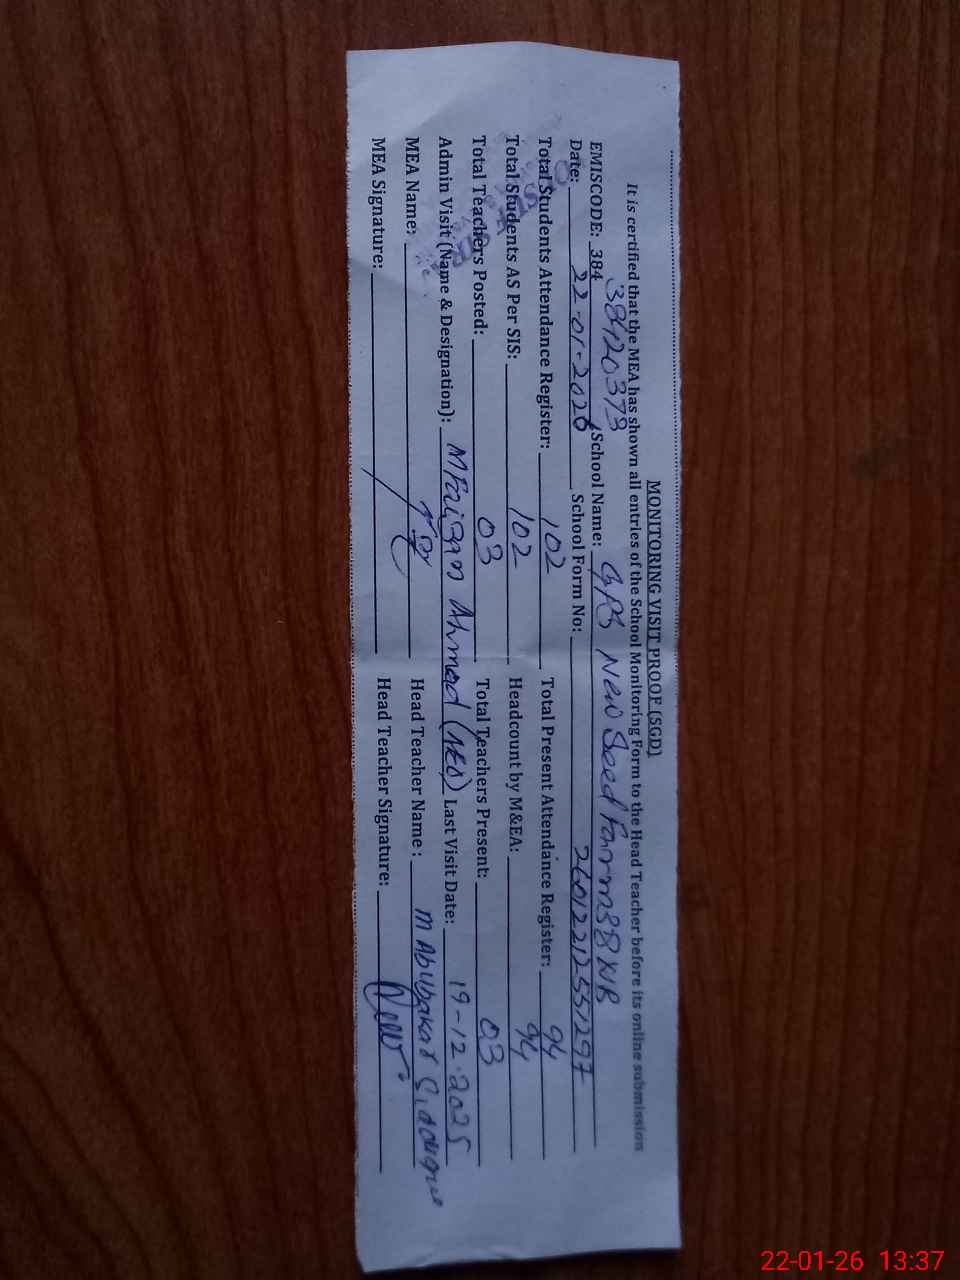 MONITORING VISIT PROOF (SGD)
It is certified that the MEA has shown all entries of the School Monitoring Form to the Head Teacher before its online submission
EMISCODE: 384 38420373 School Name: GPS New Seed Farm 38 NB
Date: 22-01-2026 School Form No: 26012212551297
Total Students Attendance Register: 102 Total Present Attendance Register: 94
Total Students AS Per SIS: 102 Headcount by M&EA: 94
Total Teachers Posted: 03 Total Teachers Present: 03
Admin Visit (Name & Designation): M Faizan Ahmad (AEO) Last Visit Date: 19-12-2025
MEA Name: Head Teacher Name: M Abubakar Siddique
MEA Signature: Head Teacher Signature:
22-01-26 13:37